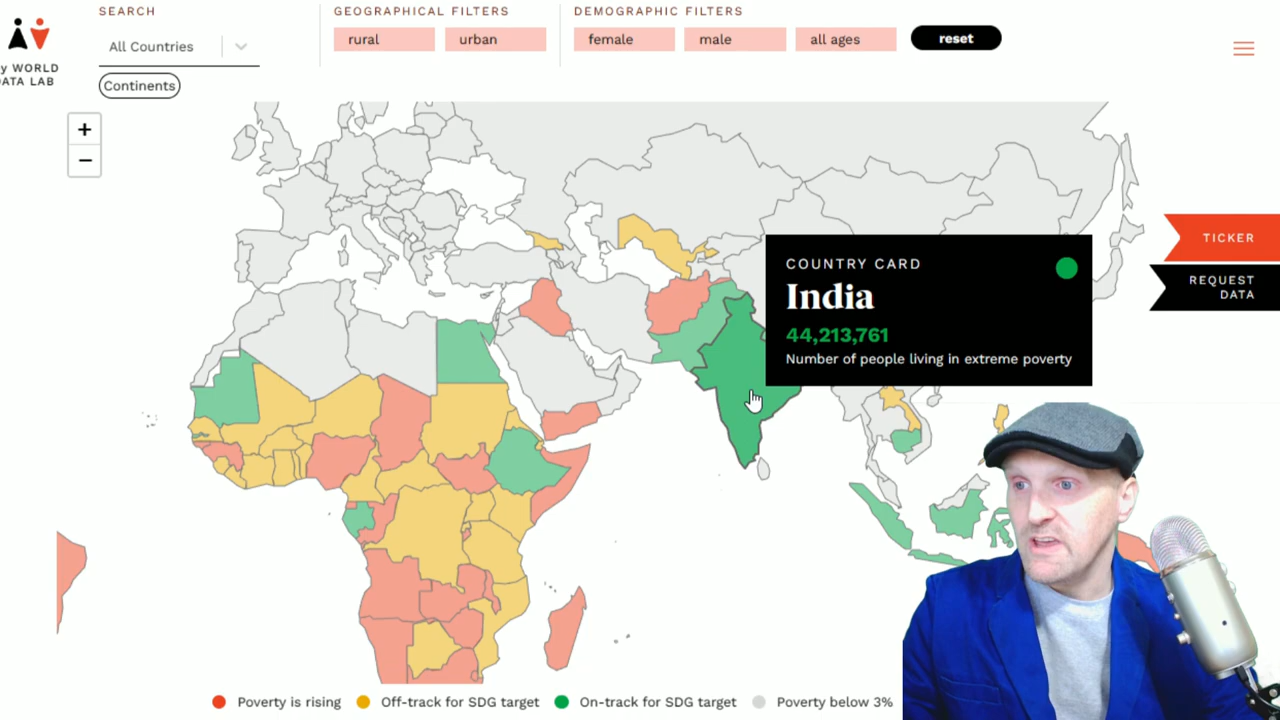 SEARCH
GEOGRAPHICAL FILTERS
DEMOGRAPHIC FILTERS
All Countries
rural
urban
female
male
all ages
reset
y WORLD
DATA LAB
Continents
+
−
TICKER
REQUEST
DATA
COUNTRY CARD
India
44,213,761
Number of people living in extreme poverty
Poverty is rising
Off-track for SDG target
On-track for SDG target
Poverty below 3%